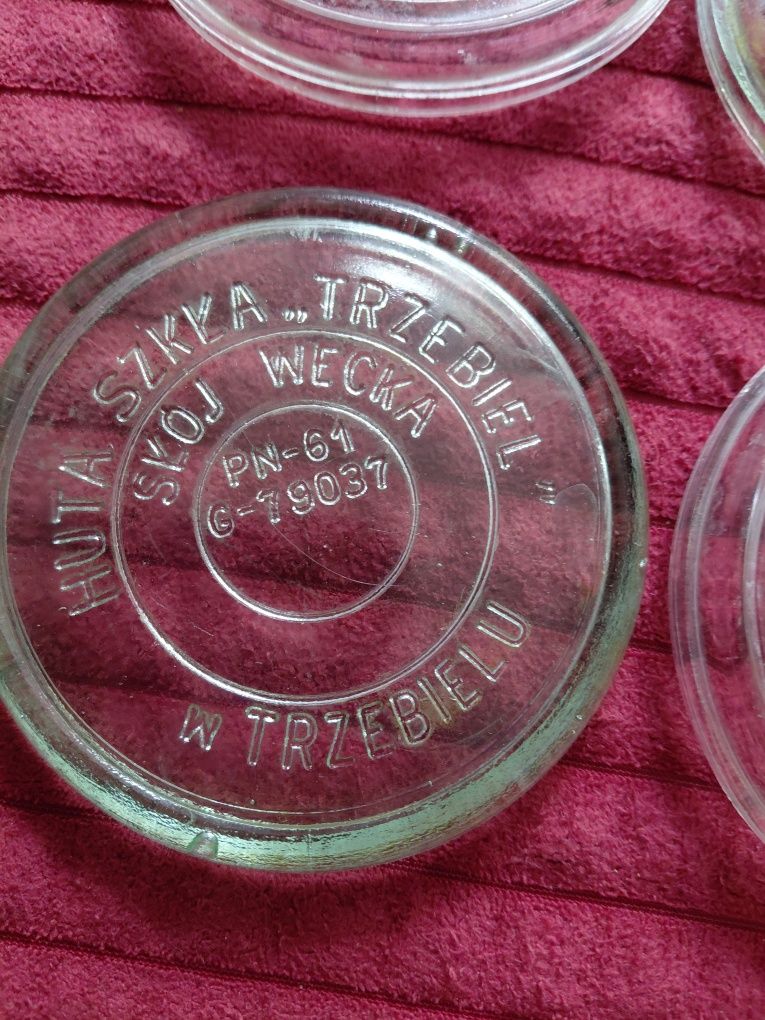 HUTA SZKŁA „TRZEBIEL”
W TRZEBIELU
SŁÓJ WECKA
PN-61
G-79037